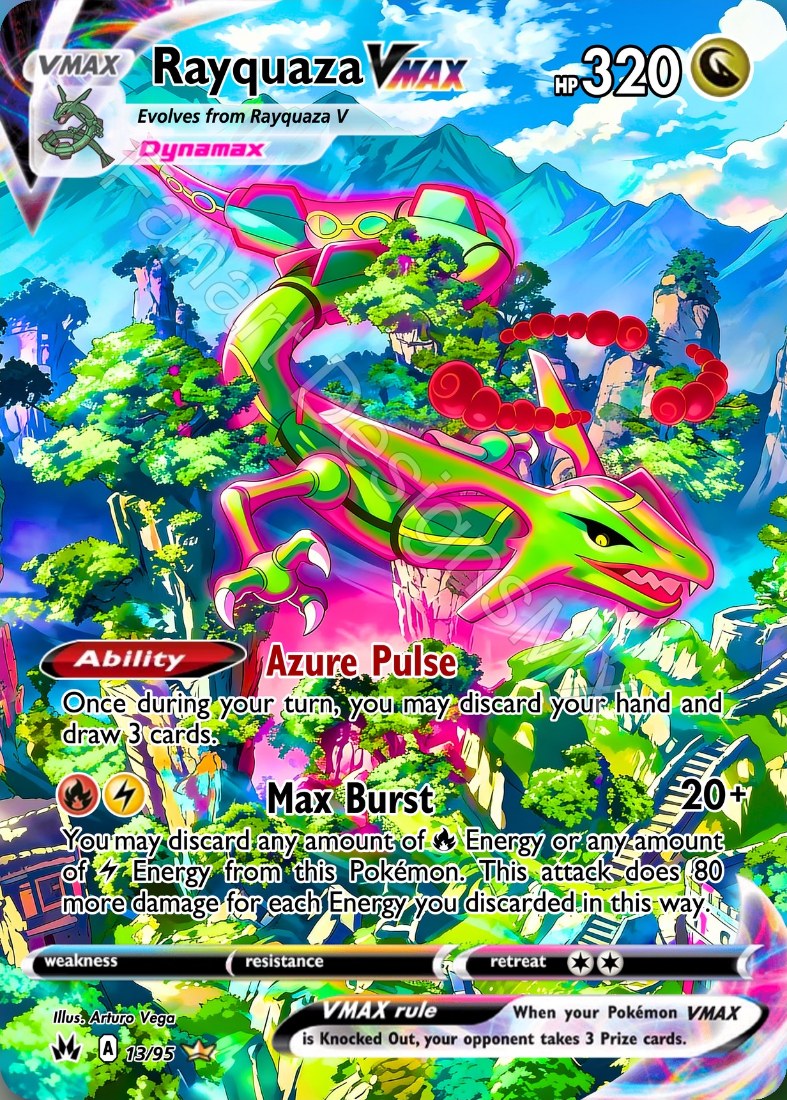 VMAX
Rayquaza VMAX
HP 320
Evolves from Rayquaza V
Dynamax
Fanart DesignsMx
Ability Azure Pulse
Once during your turn, you may discard your hand and
draw 3 cards.
Max Burst 20+
You may discard any amount of Energy or any amount
of Energy from this Pokémon. This attack does 80
more damage for each Energy you discarded in this way.
weakness resistance retreat
Illus. Arturo Vega
A 13/95
VMAX rule When your Pokémon VMAX
is Knocked Out, your opponent takes 3 Prize cards.